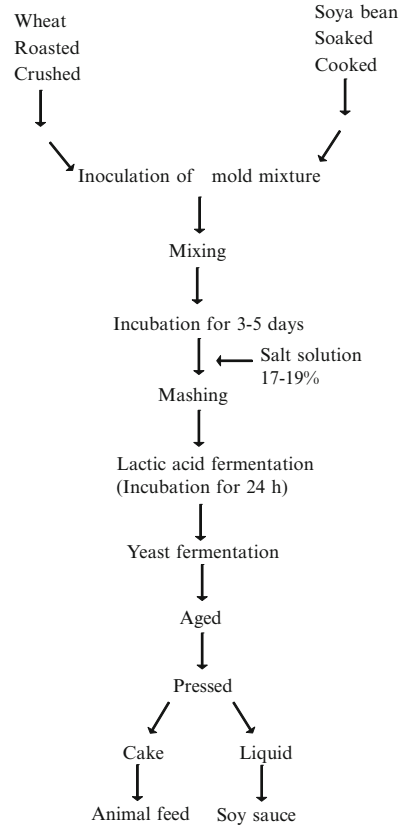 Wheat
Roasted
Crushed
Soya bean
Soaked
Cooked
Inoculation of mold mixture
Mixing
Incubation for 3-5 days
Salt solution
17-19%
Mashing
Lactic acid fermentation
(Incubation for 24 h)
Yeast fermentation
Aged
Pressed
Cake
Liquid
Animal feed
Soy sauce